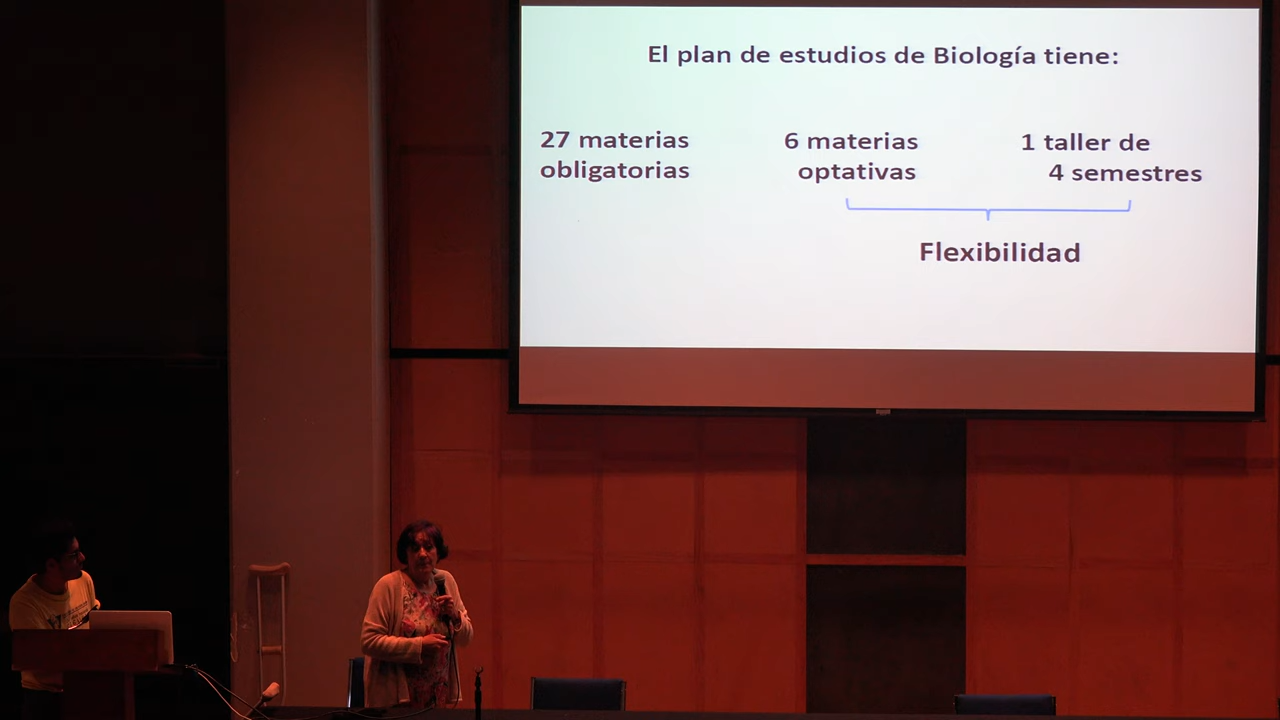 El plan de estudios de Biología tiene:
27 materias
obligatorias
6 materias
optativas
1 taller de
4 semestres
Flexibilidad